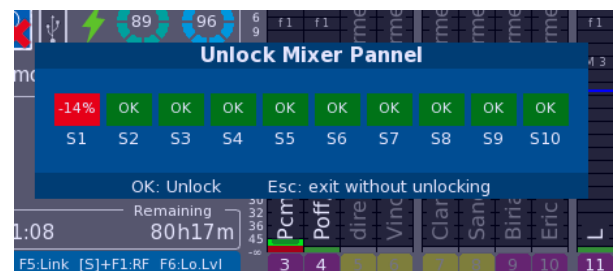 89 96 6 f1 f1 f1
9
Unlock Mixer Pannel
M 3
-14% OK OK OK OK OK OK OK OK OK
S1 S2 S3 S4 S5 S6 S7 S8 S9 S10
OK: Unlock Esc: exit without unlocking
Remaining 30
32
1:08 80h17m 36
45
-∞
Pcm
Poff.
dire
Vinc
Clar
Sand
Biria
Eric
L
F5:Link [S]+F1:RF F6:Lo.Lvl 3 4 9 10 11